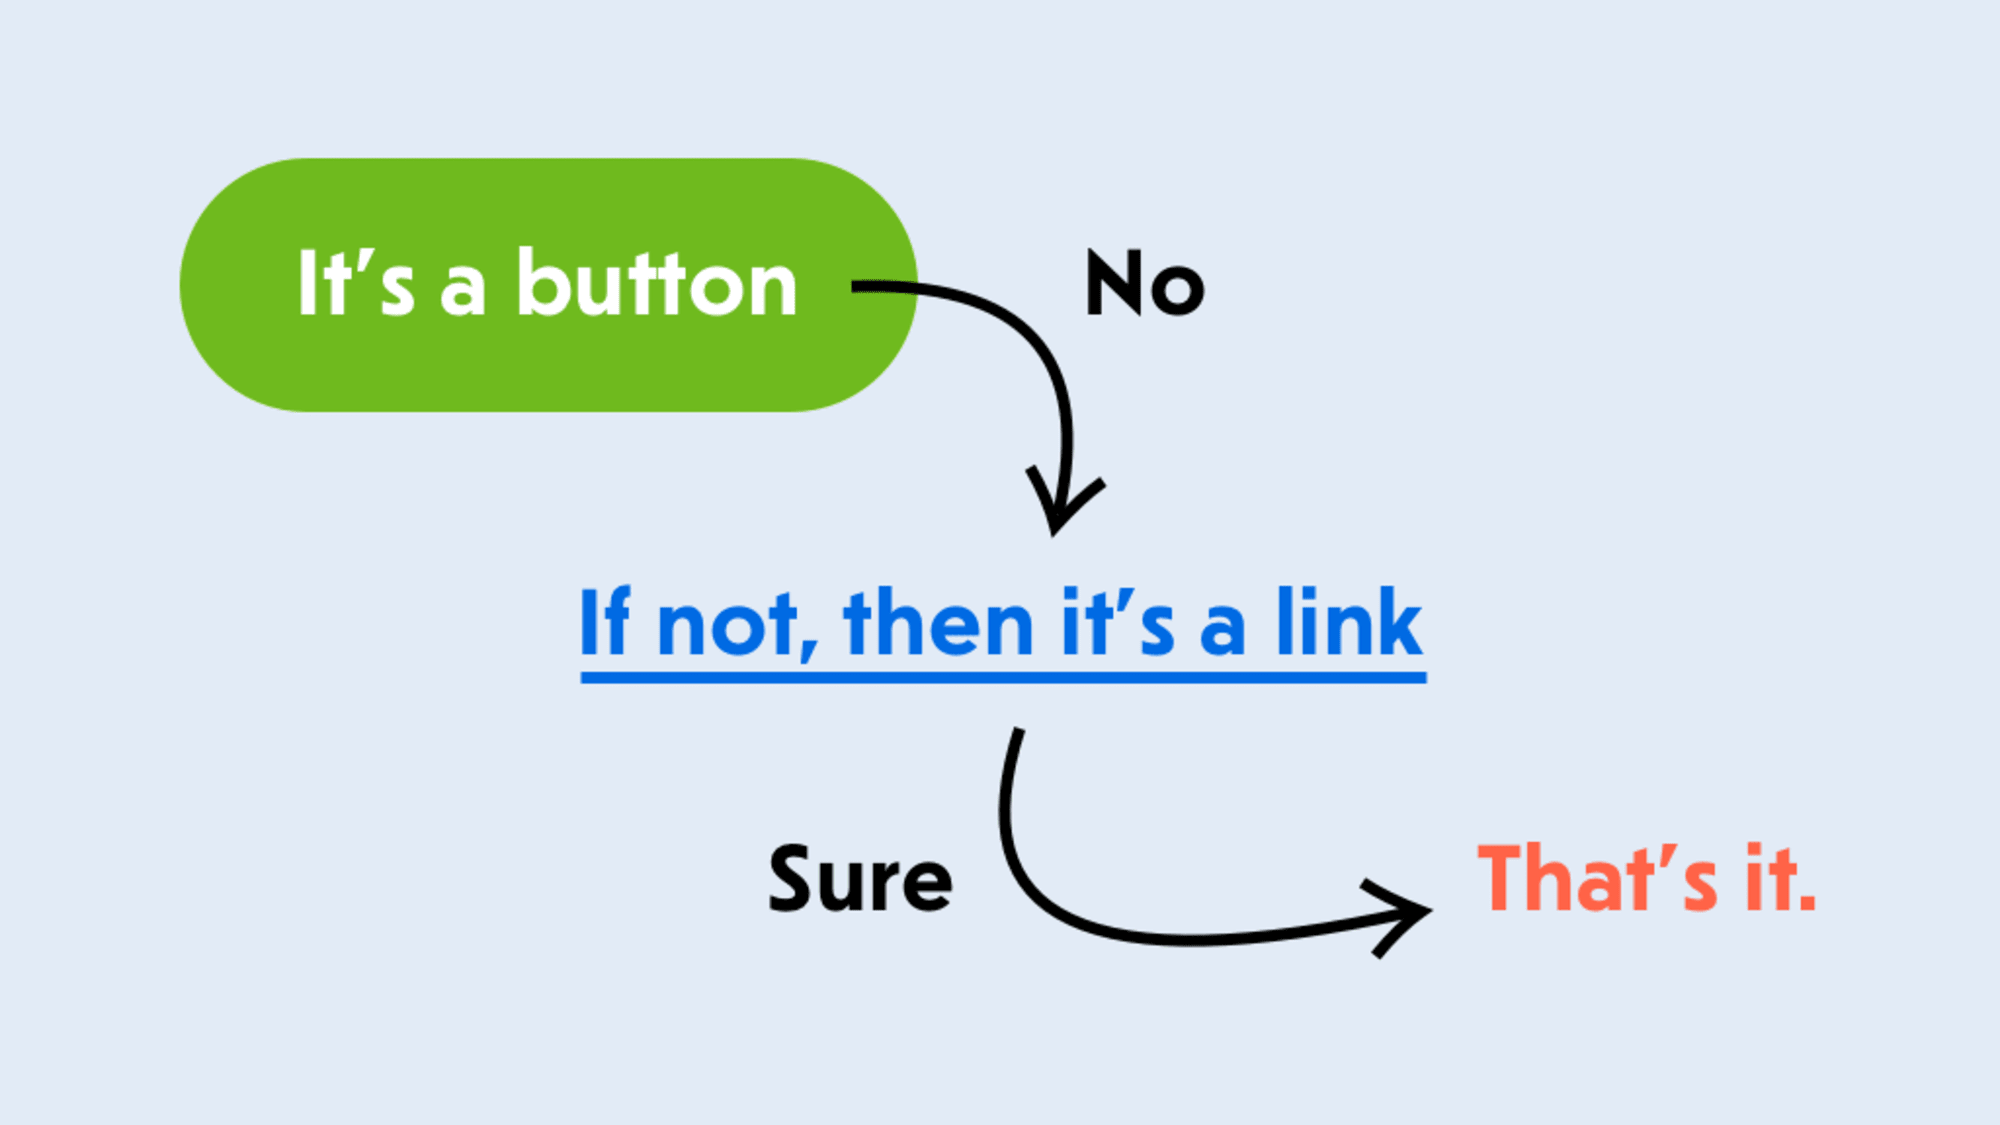 It’s a button
No
If not, then it’s a link
Sure
That’s it.